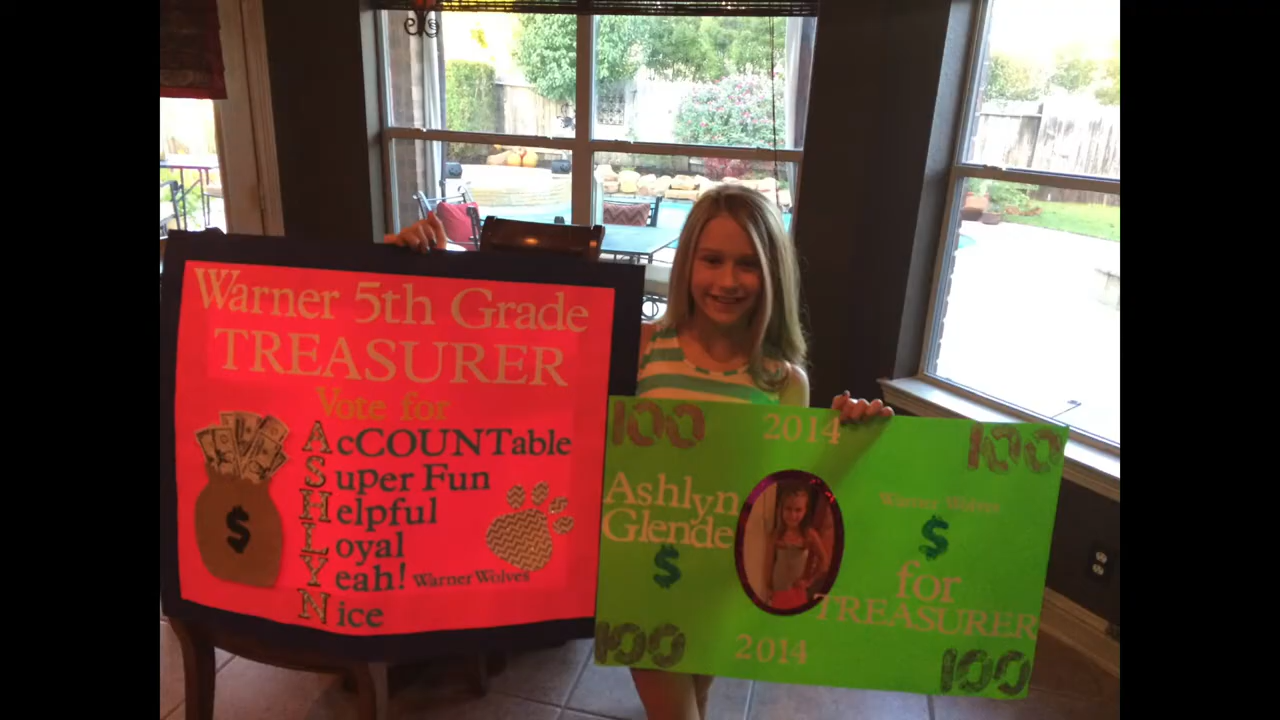 Warner 5th Grade
TREASURER
Vote for
AcCOUNTable
Super Fun
Helpful
Loyal
Yeah! Warner Wolves
Nice
$
100 2014 100
Ashlyn
Glende
$
Warner Wolves
$
for
TREASURER
100 2014 100